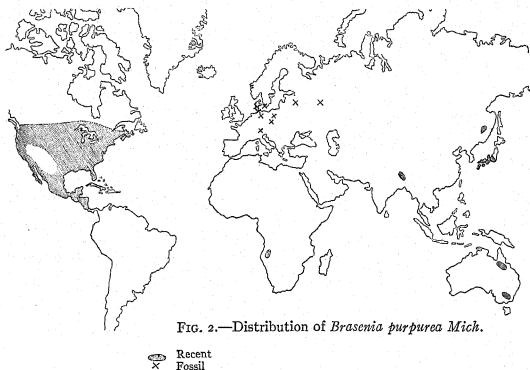 FIG. 2.—Distribution of Brasenia purpurea Mich.
Recent
× Fossil